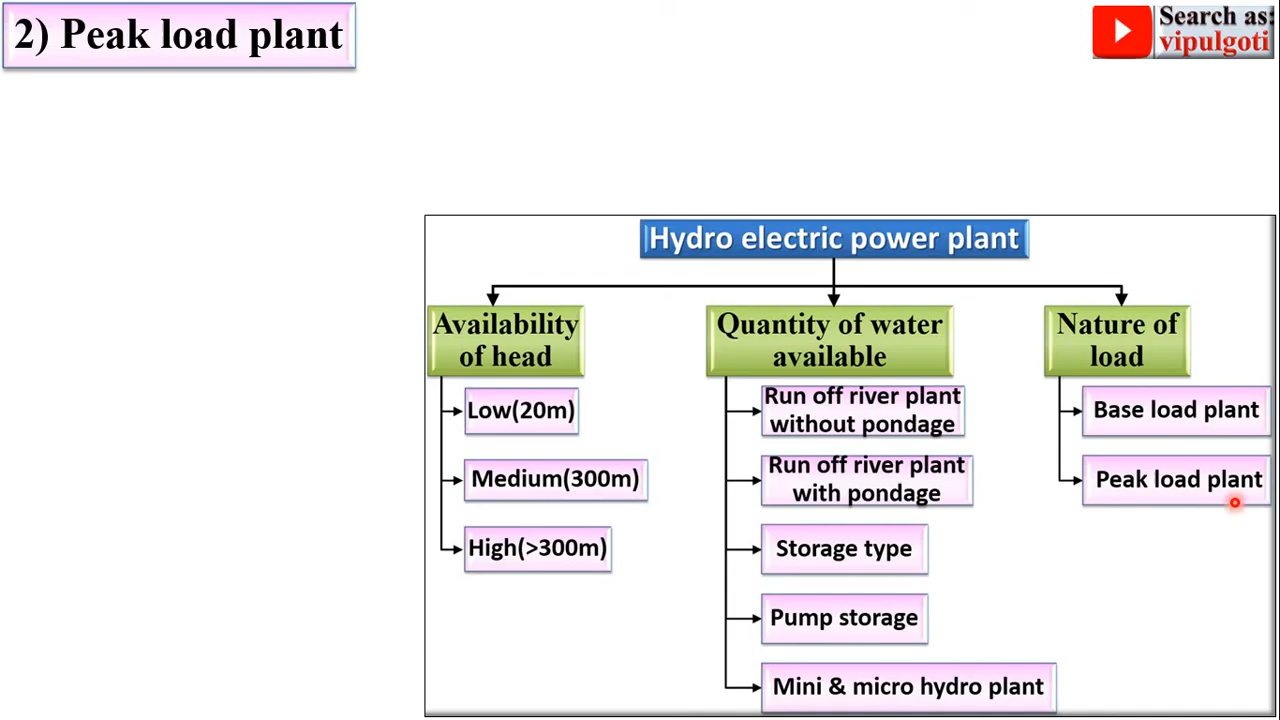 2) Peak load plant
Search as:
vipulgoti
Hydro electric power plant
Availability
of head
Low(20m)
Medium(300m)
High(>300m)
Quantity of water
available
Run off river plant
without pondage
Run off river plant
with pondage
Storage type
Pump storage
Mini & micro hydro plant
Nature of
load
Base load plant
Peak load plant